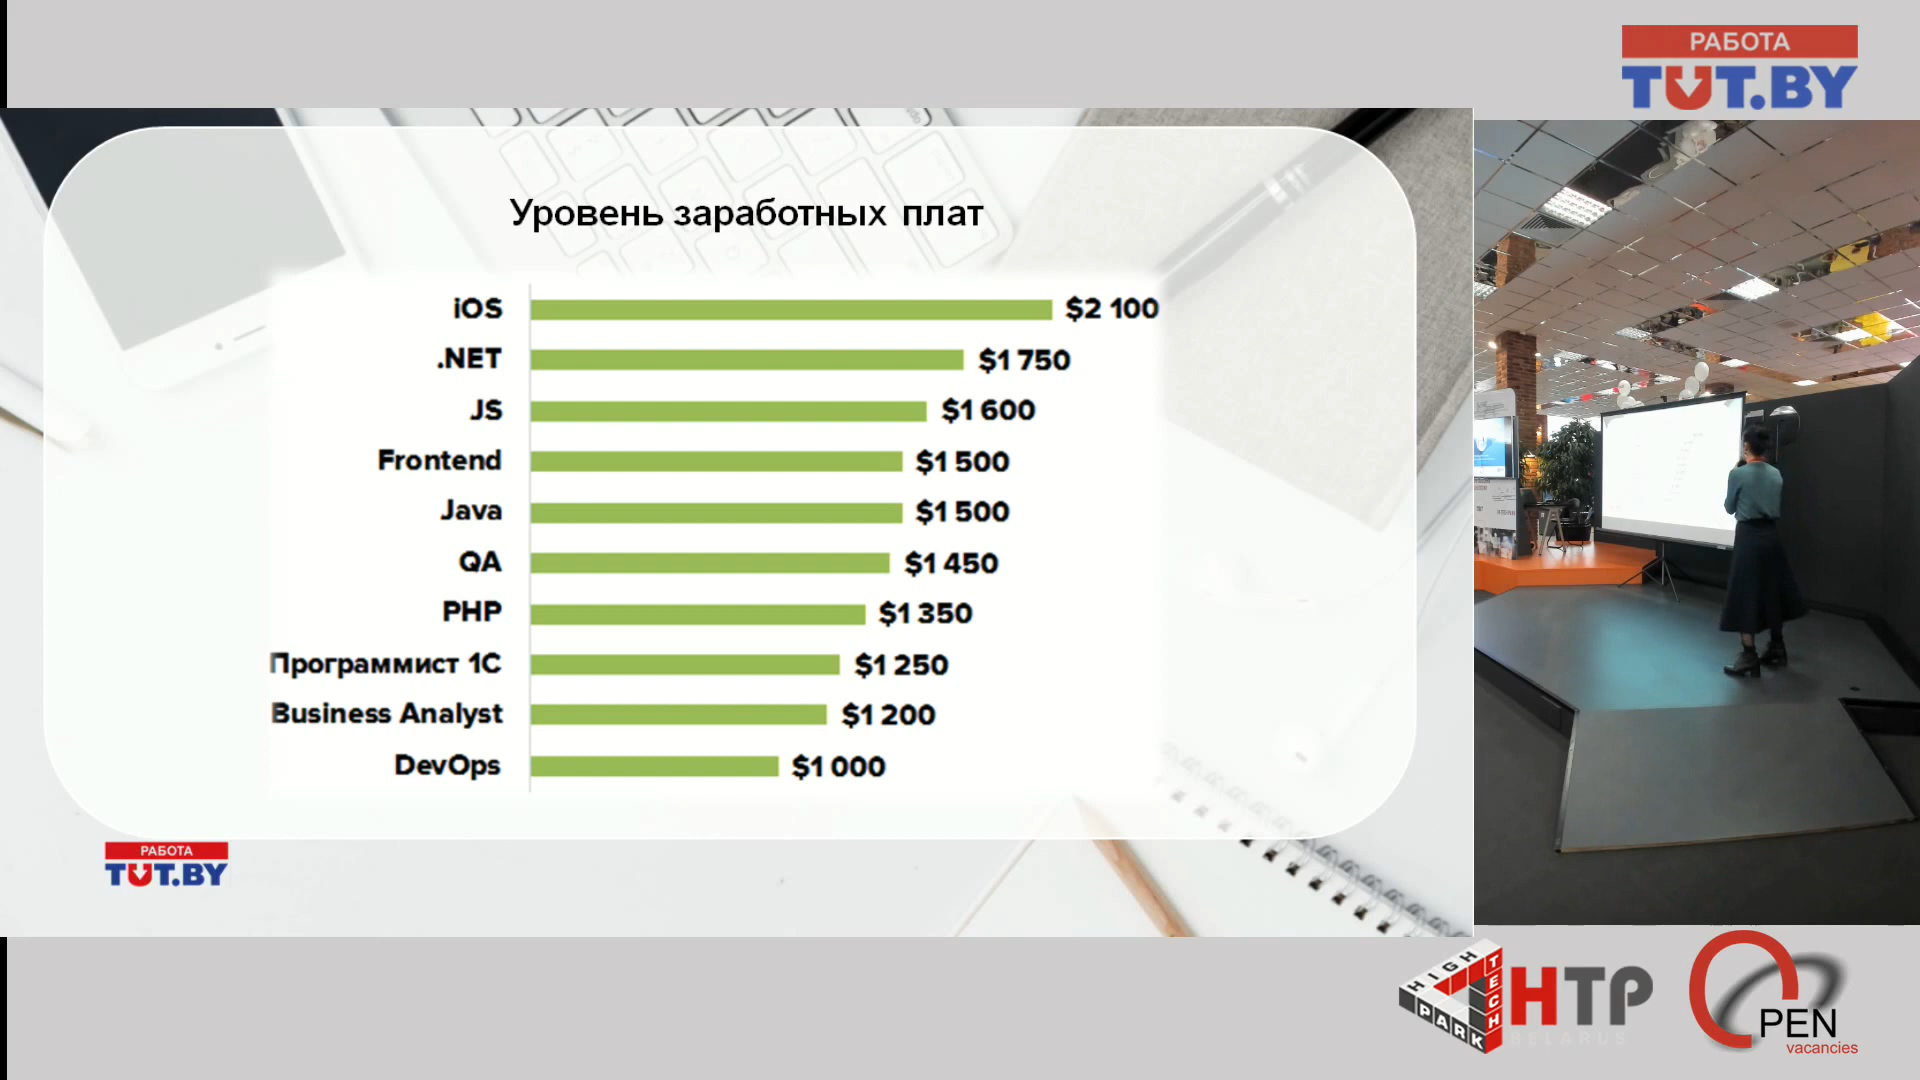 РАБОТА
TUT.BY
Уровень заработных плат
iOS $2 100
.NET $1 750
JS $1 600
Frontend $1 500
Java $1 500
QA $1 450
PHP $1 350
Программист 1С $1 250
Business Analyst $1 200
DevOps $1 000
РАБОТА
TUT.BY
HIGH
TECH
PARK
HTP
BELARUS
OPEN
vacancies